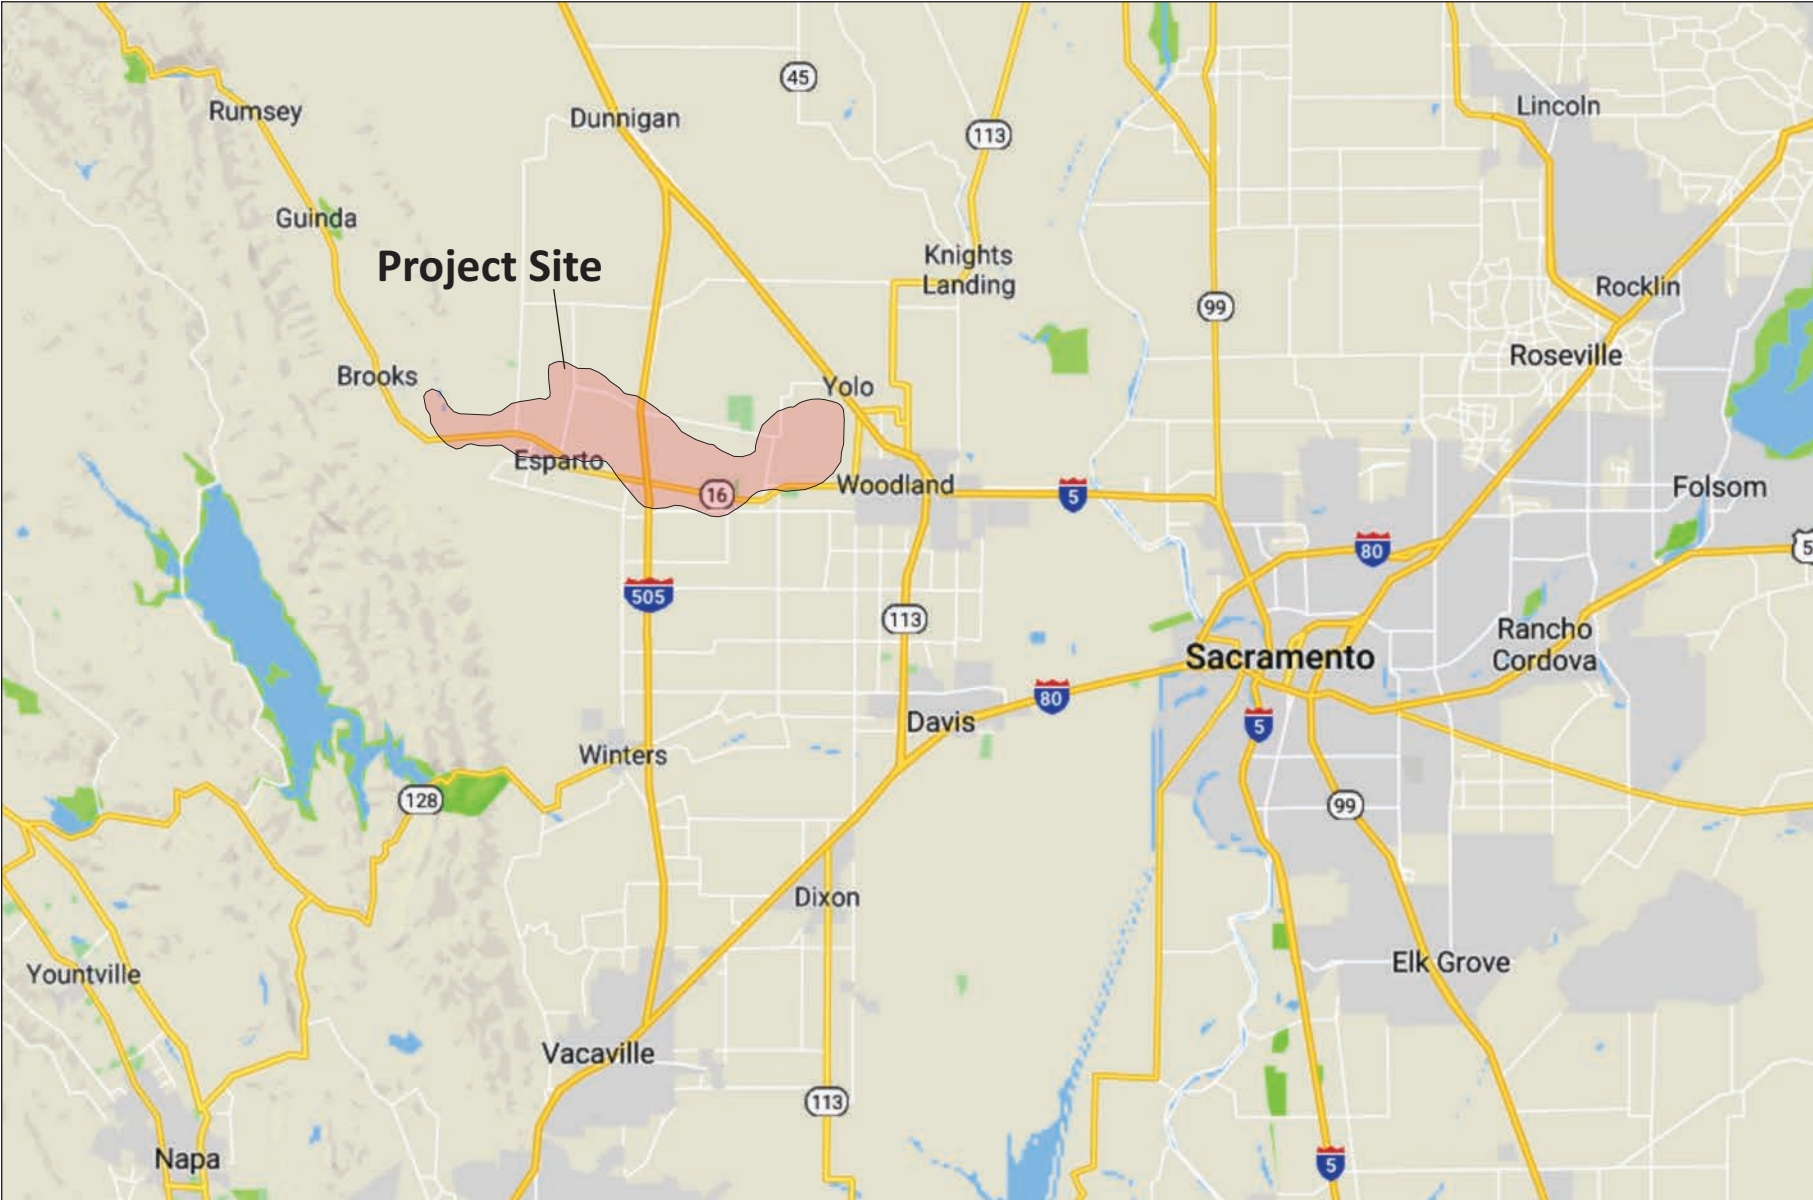 45
Rumsey
Dunnigan
Lincoln
113
Guinda
Project Site
Knights
Landing
Rocklin
99
Roseville
Brooks
Yolo
Esparto
16
Woodland
5
Folsom
80
5
505
113
Rancho
Cordova
Sacramento
80
Davis
5
Winters
128
99
Dixon
Elk Grove
Yountville
Vacaville
113
Napa
5